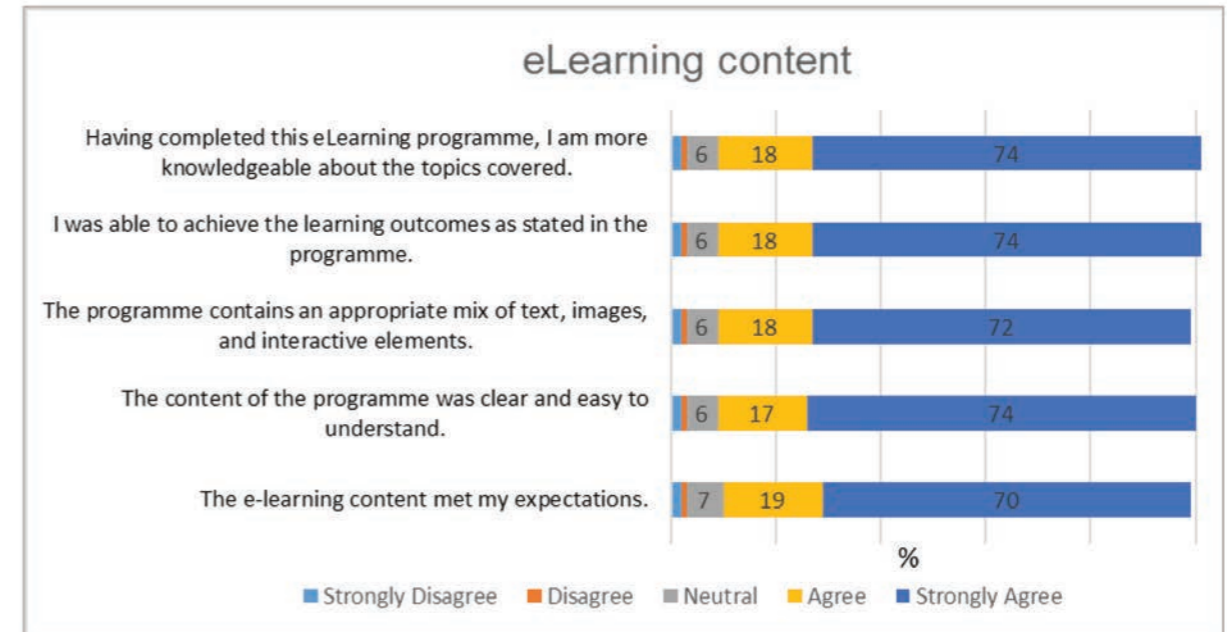 eLearning content
Having completed this eLearning programme, I am more
knowledgeable about the topics covered.
6 18 74
I was able to achieve the learning outcomes as stated in the
programme.
6 18 74
The programme contains an appropriate mix of text, images,
and interactive elements.
6 18 72
The content of the programme was clear and easy to
understand.
6 17 74
The e-learning content met my expectations.
7 19 70
%
Strongly Disagree Disagree Neutral Agree Strongly Agree